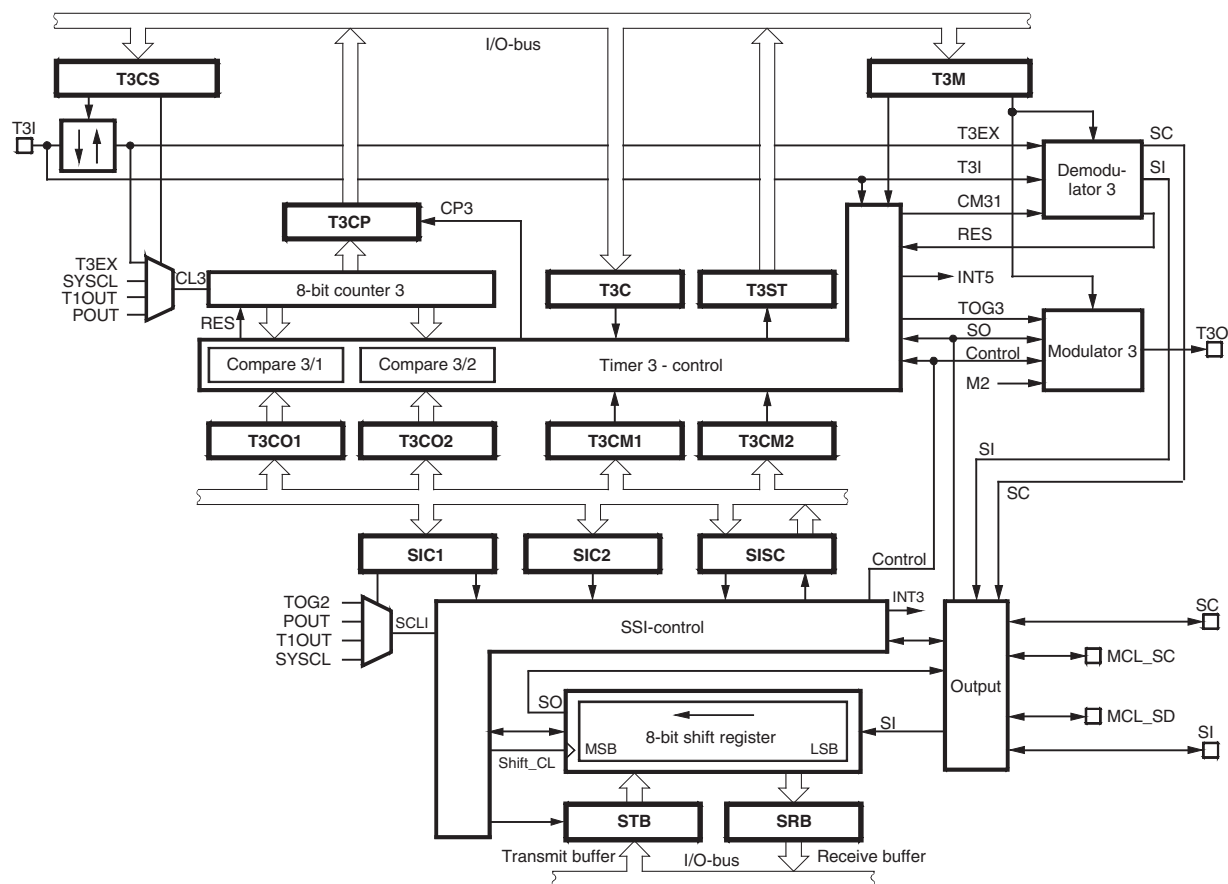 I/O-bus
T3CS
T3M
T3I
T3EX
SC
T3I
SI
Demodu-
lator 3
CM31
T3CP
CP3
RES
T3EX
SYSCL
T1OUT
POUT
CL3
8-bit counter 3
T3C
T3ST
INT5
RES
TOG3
SO
Control
M2
Modulator 3
T3O
Compare 3/1
Compare 3/2
Timer 3 - control
T3CO1
T3CO2
T3CM1
T3CM2
SI
SC
SIC1
SIC2
SISC
Control
TOG2
POUT
T1OUT
SYSCL
SCLI
SSI-control
INT3
SC
MCL_SC
Output
SO
SI
MCL_SD
SI
8-bit shift register
MSB
LSB
Shift_CL
STB
SRB
Transmit buffer
I/O-bus
Receive buffer